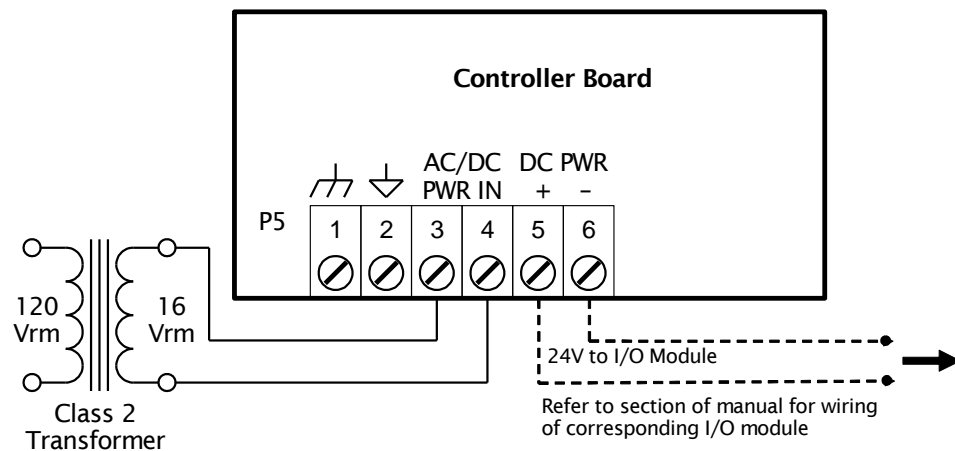 Controller Board
AC/DC DC PWR
PWR IN + –
P5 1 2 3 4 5 6
120
Vrm
16
Vrm
24V to I/O Module
Class 2
Transformer
Refer to section of manual for wiring
of corresponding I/O module